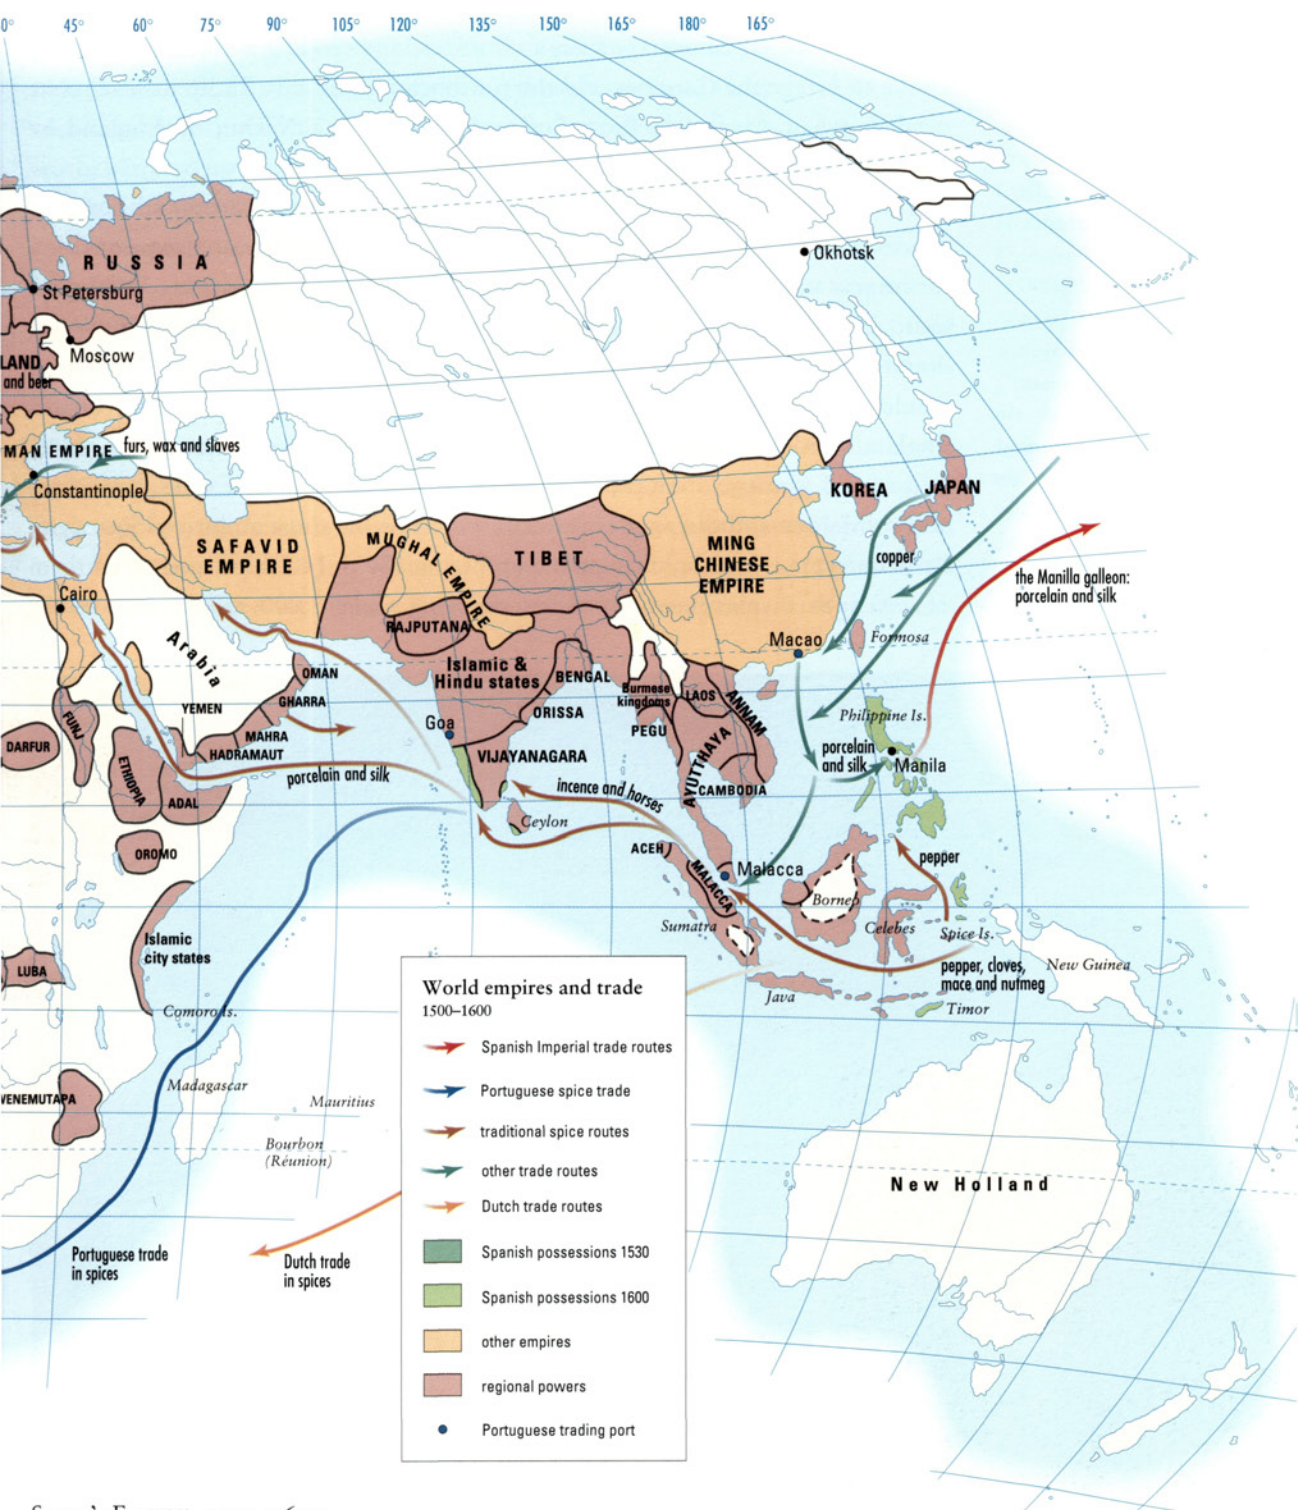 0° 45° 60° 75° 90° 105° 120° 135° 150° 165° 180° 165°
RUSSIA
St Petersburg
Moscow
LAND
and beer
Okhotsk
MAN EMPIRE
furs, wax and slaves
Constantinople
SAFAVID
EMPIRE
MUGHAL EMPIRE
TIBET
MING
CHINESE
EMPIRE
KOREA
JAPAN
copper
the Manilla galleon:
porcelain and silk
Cairo
Arabia
RAJPUTANA
Islamic &
Hindu states
BENGAL
ORISSA
Burmese
kingdoms
PEGU
LAOS
ANNAM
AYUTTHAYA
CAMBODIA
Macao
Formosa
Philippine Is.
porcelain
and silk
Manila
OMAN
GHARRA
YEMEN
MAHRA
HADRAMAUT
FUNJ
DARFUR
ETHIOPIA
ADAL
OROMO
Goa
VIJAYANAGARA
porcelain and silk
incence and horses
Ceylon
ACEH
MALACCA
Malacca
pepper
Borneo
Sumatra
Celebes
Spice Is.
pepper, cloves,
mace and nutmeg
New Guinea
Java
Timor
Islamic
city states
LUBA
Comoro Is.
Madagascar
VENEMUTAPA
Mauritius
Bourbon
(Réunion)
New Holland
Portuguese trade
in spices
Dutch trade
in spices
World empires and trade
1500–1600
Spanish Imperial trade routes
Portuguese spice trade
traditional spice routes
other trade routes
Dutch trade routes
Spanish possessions 1530
Spanish possessions 1600
other empires
regional powers
Portuguese trading port